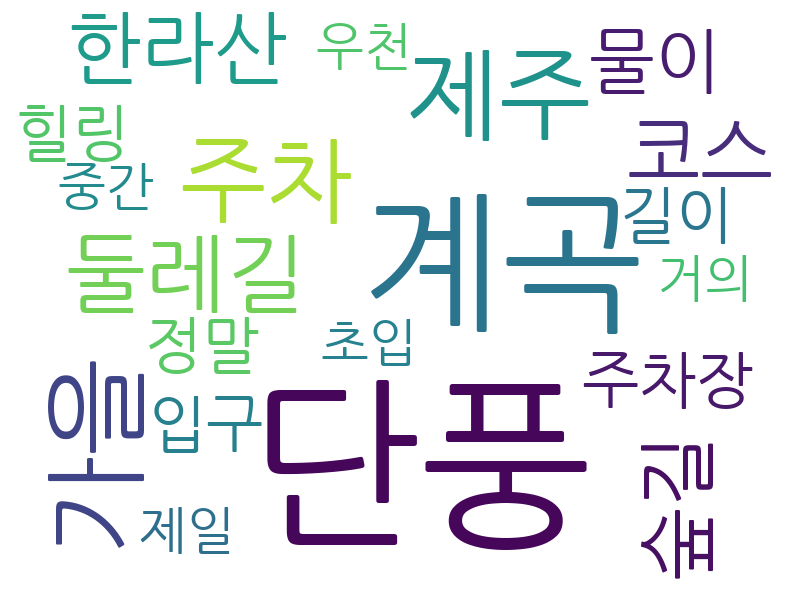 한라산
우천
제주
물이
힐링
주차
코스
중간
계곡
길이
둘레길
거의
정말
초입
가을
입구
단풍
주차장
제일
숲길